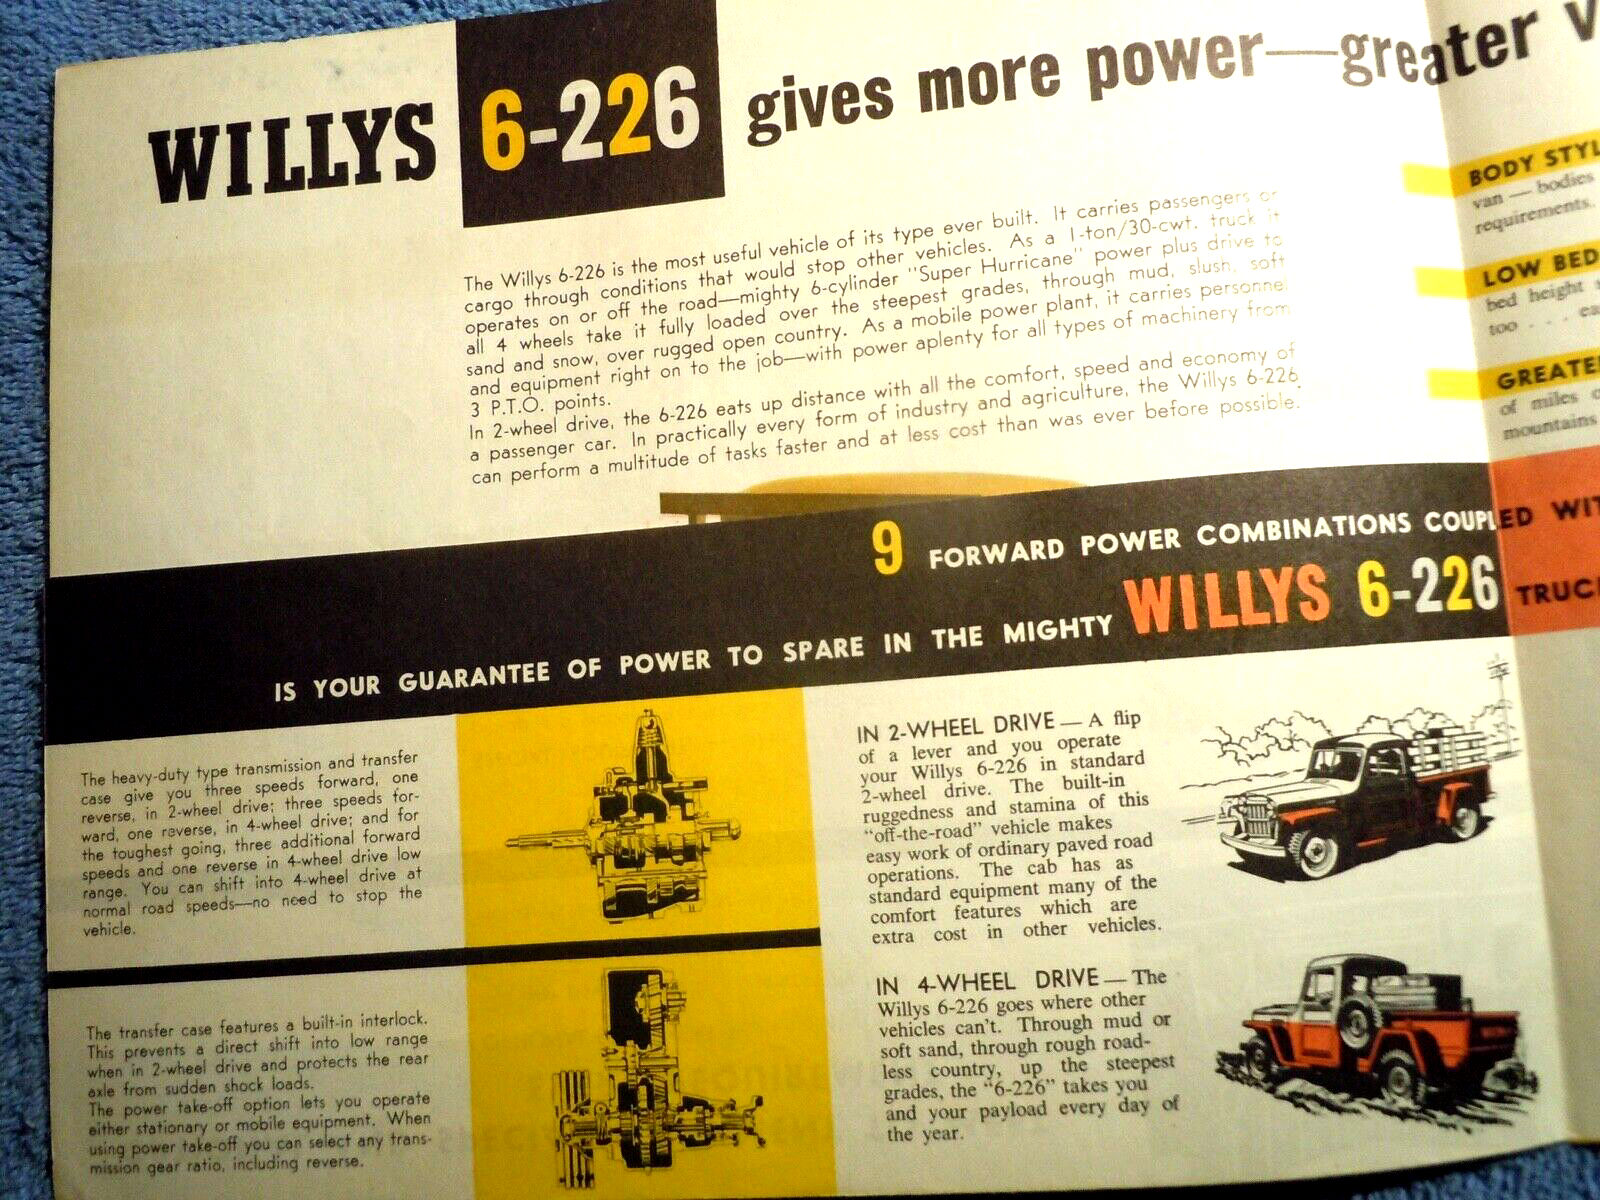 WILLYS 6-226 gives more power—greater
The Willys 6-226 is the most useful vehicle of its type ever built. It carries passengers or
cargo through conditions that would stop other vehicles. As a 1-ton/30-cwt. truck it
operates on or off the road—mighty 6-cylinder "Super Hurricane" power plus drive to
all 4 wheels take it fully loaded over the steepest grades, through mud, slush, soft
sand and snow, over rugged open country. As a mobile power plant, it carries personnel
and equipment right on to the job—with power aplenty for all types of machinery from
3 P.T.O. points.
In 2-wheel drive, the 6-226 eats up distance with all the comfort, speed and economy of
a passenger car. In practically every form of industry and agriculture, the Willys 6-226
can perform a multitude of tasks faster and at less cost than was ever before possible.
BODY STYL
van — bodies
requirements.
LOW BED
bed height
too . . .
GREATE
of miles
mountains
9 FORWARD POWER COMBINATIONS COUPLED WIT
IS YOUR GUARANTEE OF POWER TO SPARE IN THE MIGHTY WILLYS 6-226 TRUC
The heavy-duty type transmission and transfer
case give you three speeds forward, one
reverse, in 2-wheel drive; three speeds for-
ward, one reverse, in 4-wheel drive; and for
the toughest going, three additional forward
speeds and one reverse in 4-wheel drive low
range. You can shift into 4-wheel drive at
normal road speeds—no need to stop the
vehicle.
The transfer case features a built-in interlock.
This prevents a direct shift into low range
when in 2-wheel drive and protects the rear
axle from sudden shock loads.
The power take-off option lets you operate
either stationary or mobile equipment. When
using power take-off you can select any trans-
mission gear ratio, including reverse.
IN 2-WHEEL DRIVE — A flip
of a lever and you operate
your Willys 6-226 in standard
2-wheel drive. The built-in
ruggedness and stamina of this
"off-the-road" vehicle makes
easy work of ordinary paved road
operations. The cab has as
standard equipment many of the
comfort features which are
extra cost in other vehicles.
IN 4-WHEEL DRIVE — The
Willys 6-226 goes where other
vehicles can't. Through mud or
soft sand, through rough road-
less country, up the steepest
grades, the "6-226" takes you
and your payload every day of
the year.